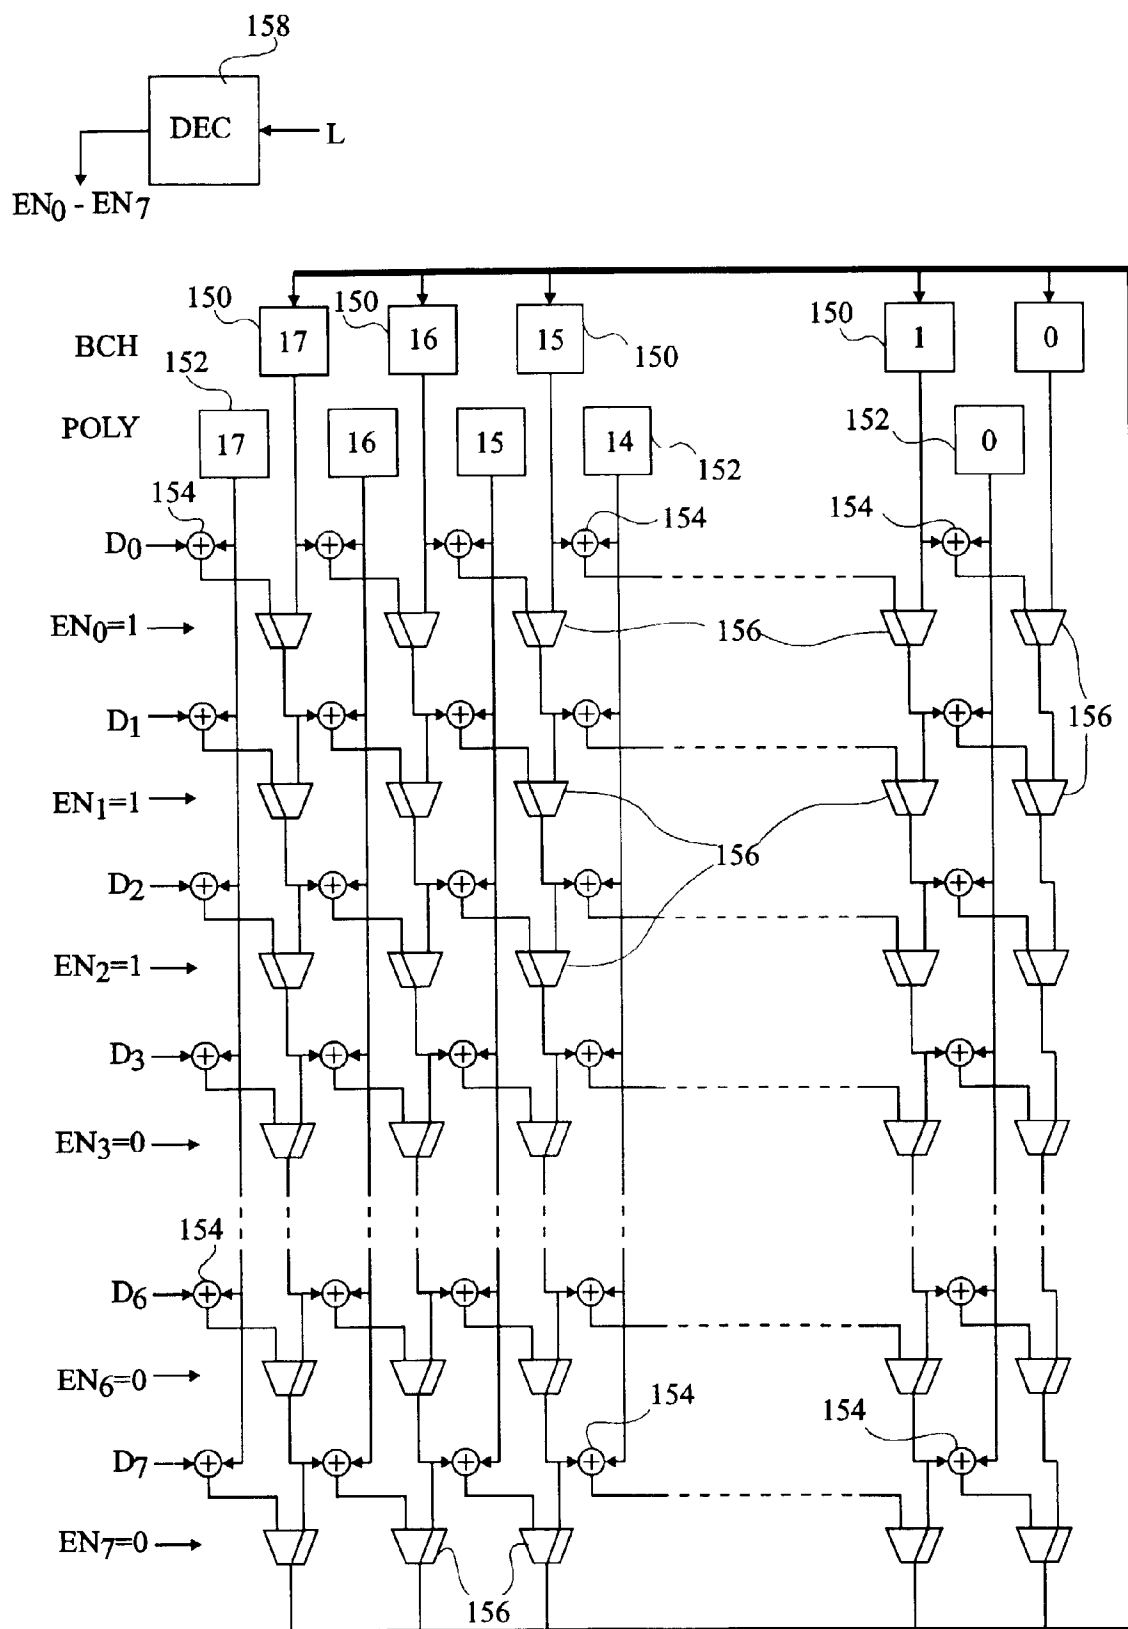 158
DEC
L
EN0 - EN7
150 150 150
BCH 17 16 15 150 1 0
152 152
POLY 17 16 15 14 152 0
154 154 154
D0
EN0=1 156
D1 156
EN1=1
156
D2
EN2=1
D3
EN3=0
154
D6
EN6=0
154 154
D7
EN7=0
156